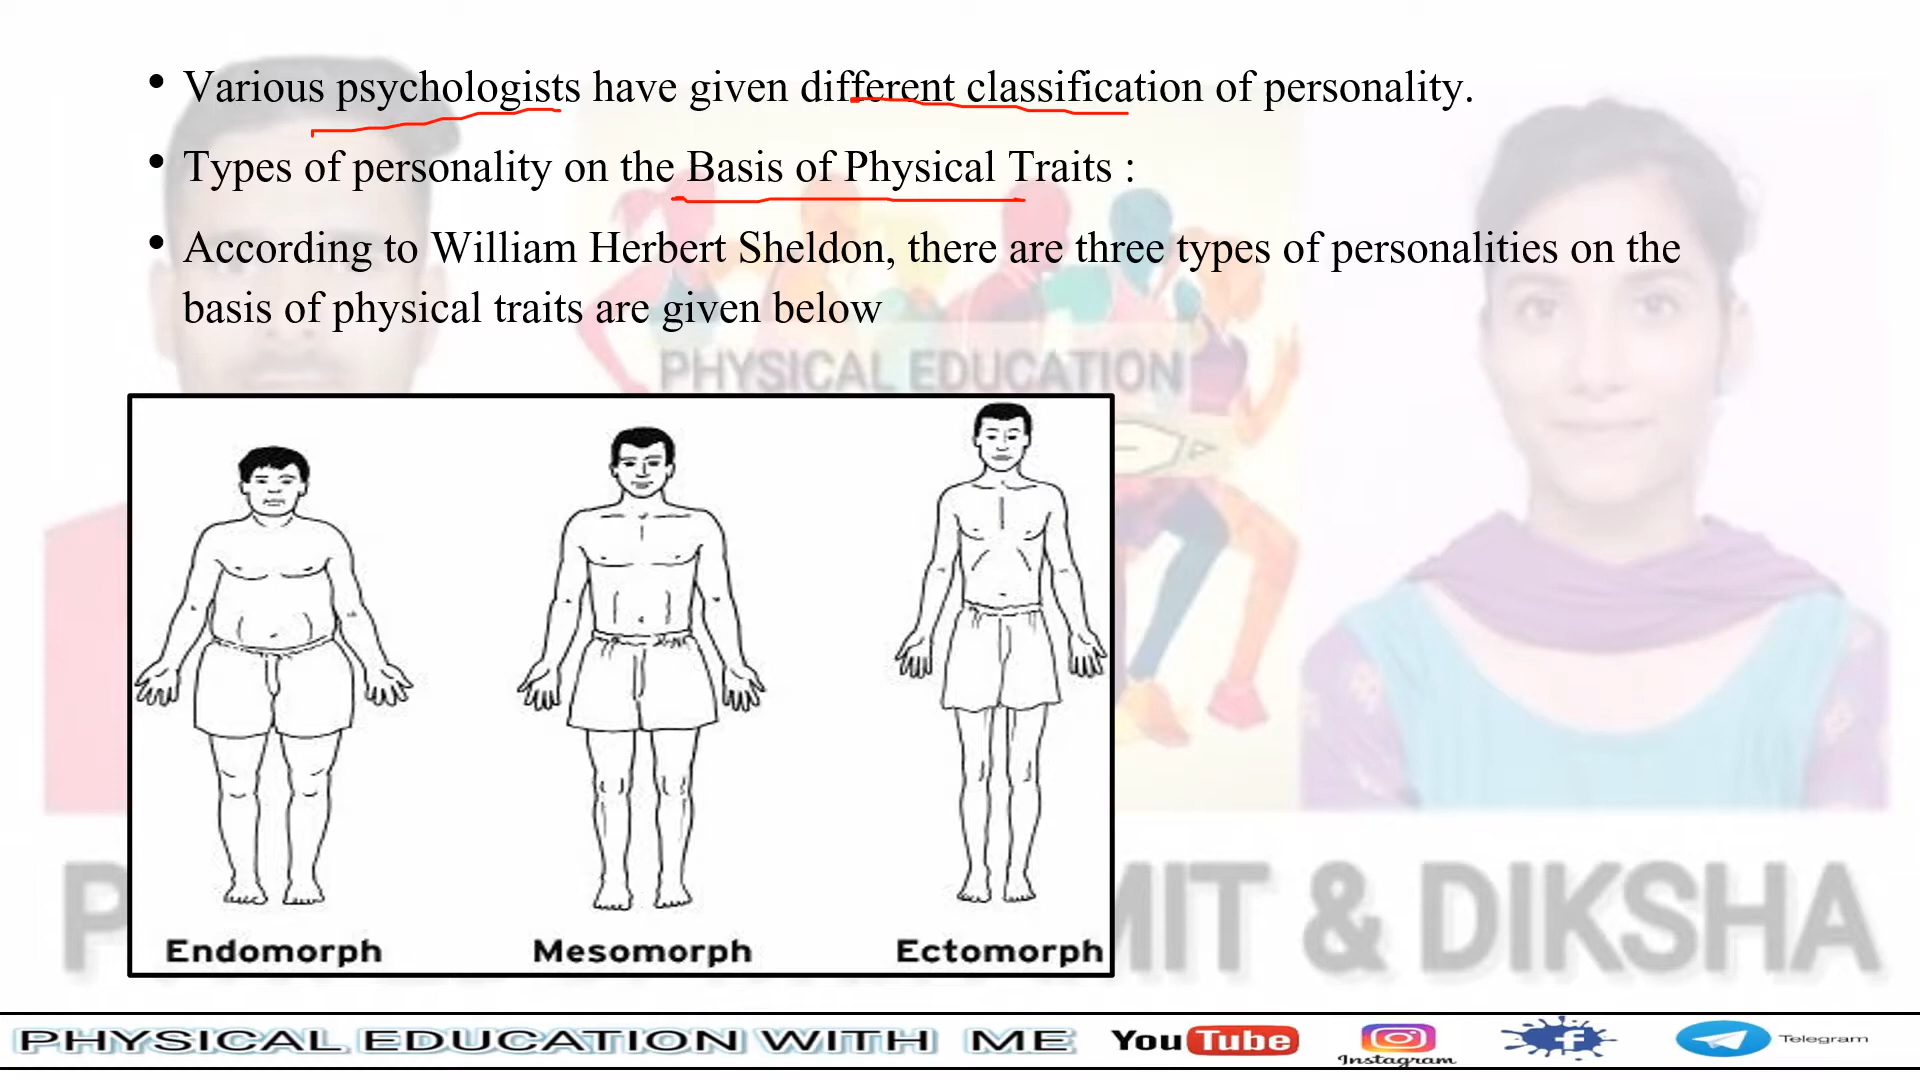 • Various psychologists have given different classification of personality.
• Types of personality on the Basis of Physical Traits :
• According to William Herbert Sheldon, there are three types of personalities on the
basis of physical traits are given below
PHYSICAL EDUCATION
Endomorph Mesomorph Ectomorph
MIT & DIKSHA
PHYSICAL EDUCATION WITH ME YouTube Instagram Telegram